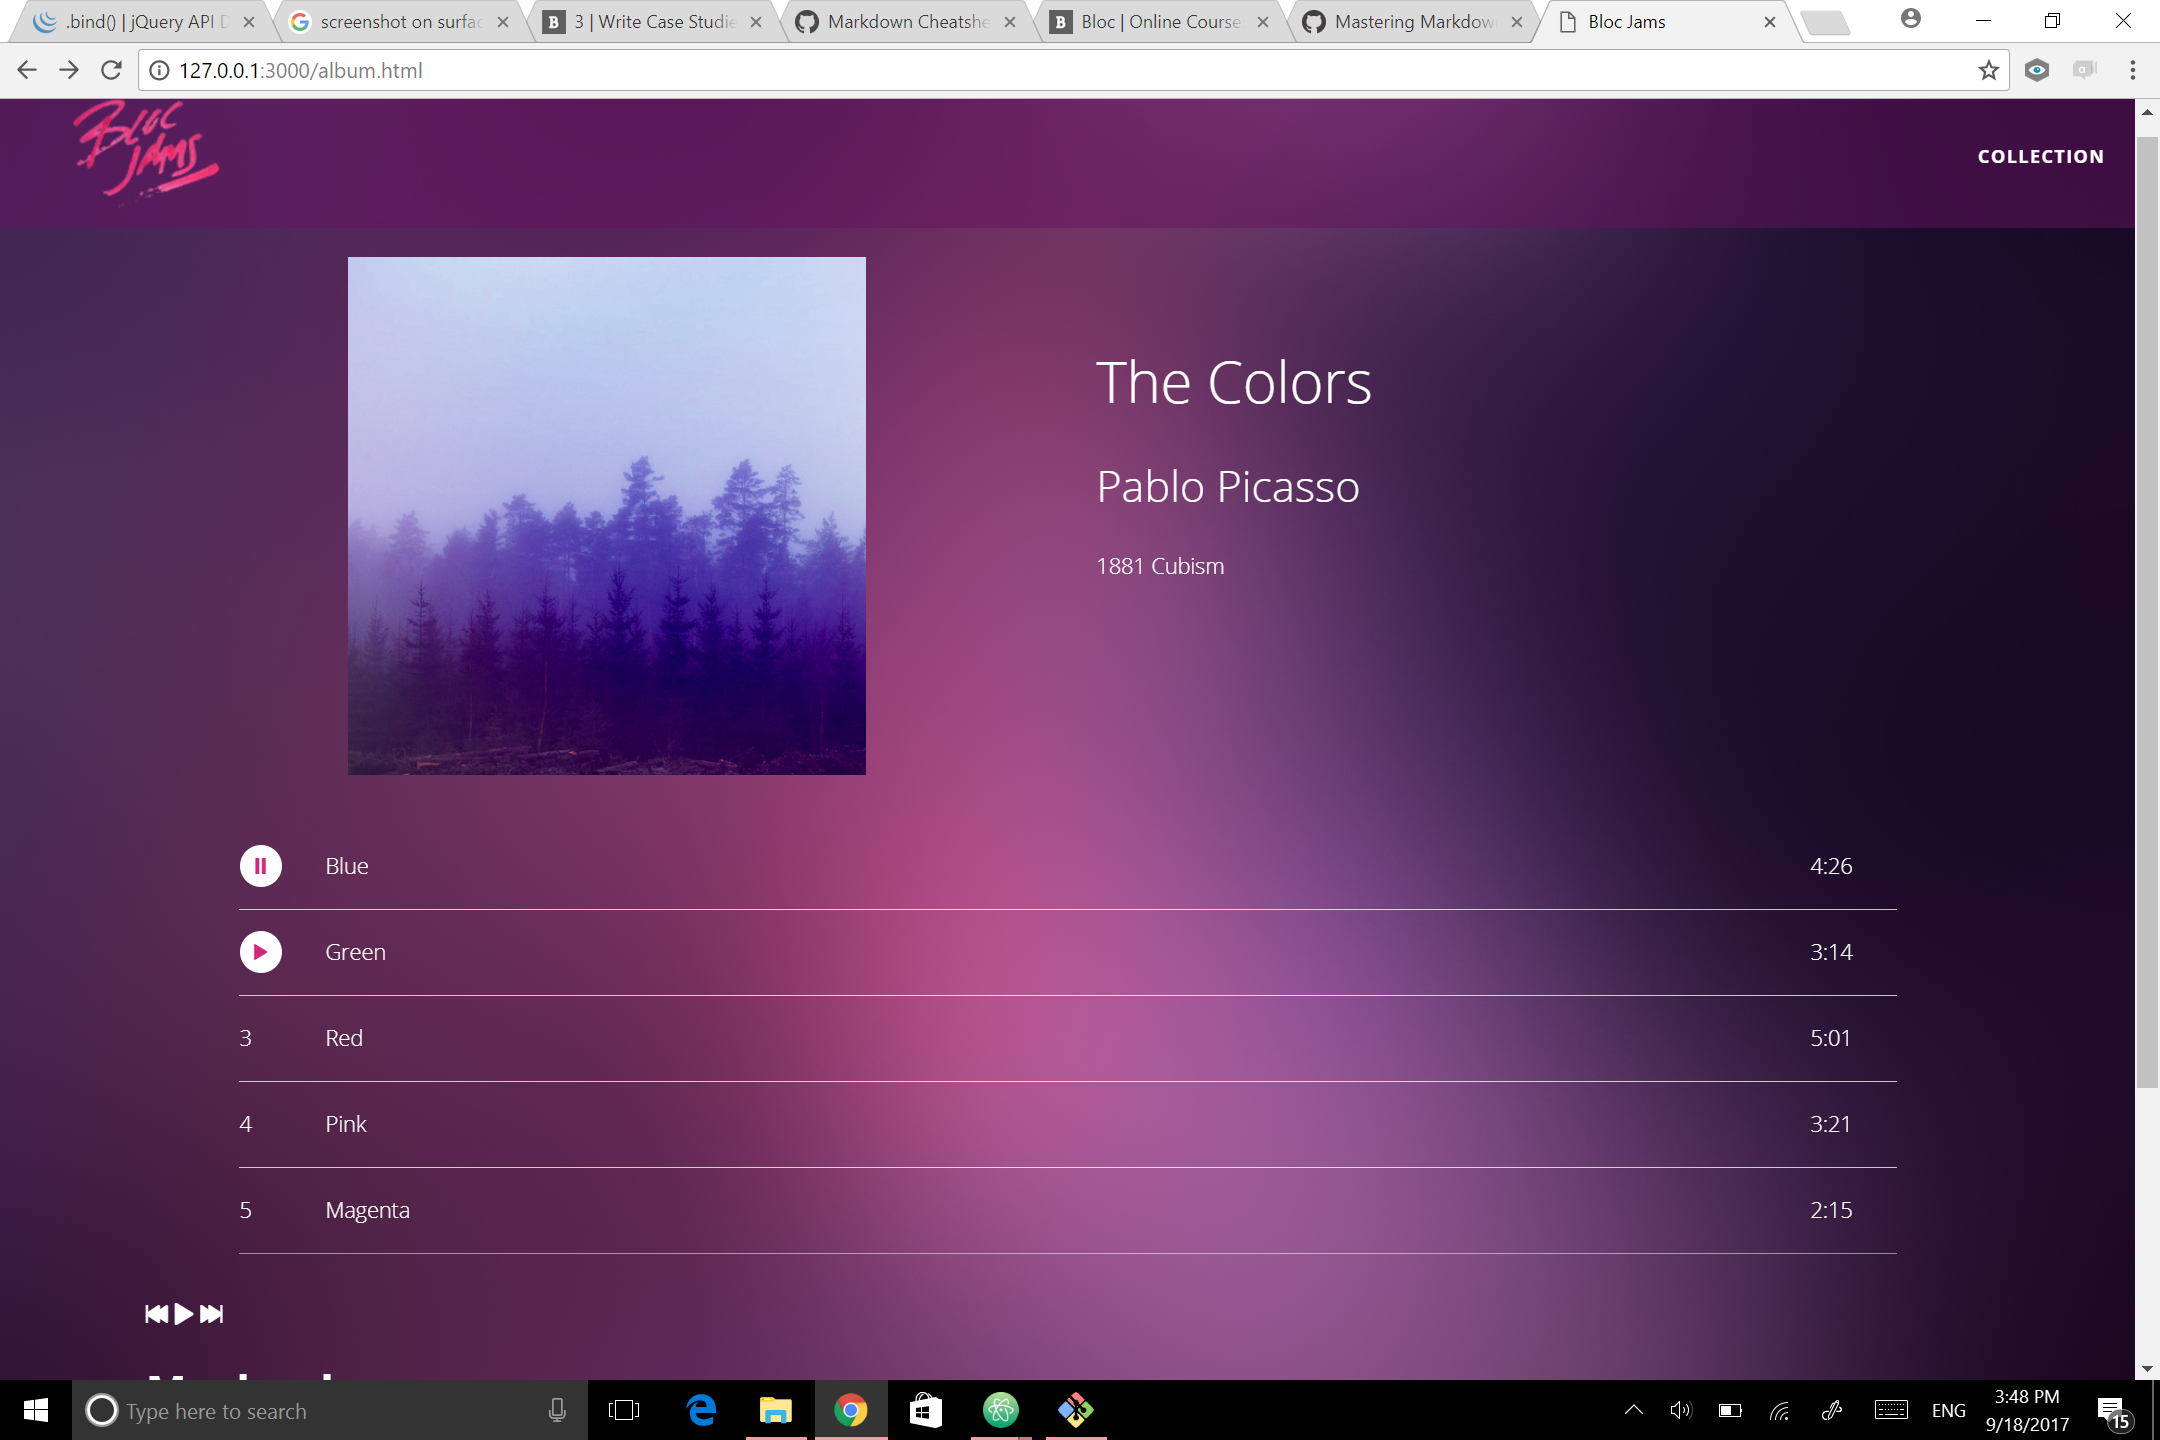 .bind() | jQuery API D
screenshot on surfac
3 | Write Case Studie
Markdown Cheatshe
Bloc | Online Course
Mastering Markdow
Bloc Jams
127.0.0.1:3000/album.html
BLOC
JAMS
COLLECTION
The Colors
Pablo Picasso
1881 Cubism
Blue 4:26
Green 3:14
3 Red 5:01
4 Pink 3:21
5 Magenta 2:15
Type here to search
ENG
3:48 PM
9/18/2017
15